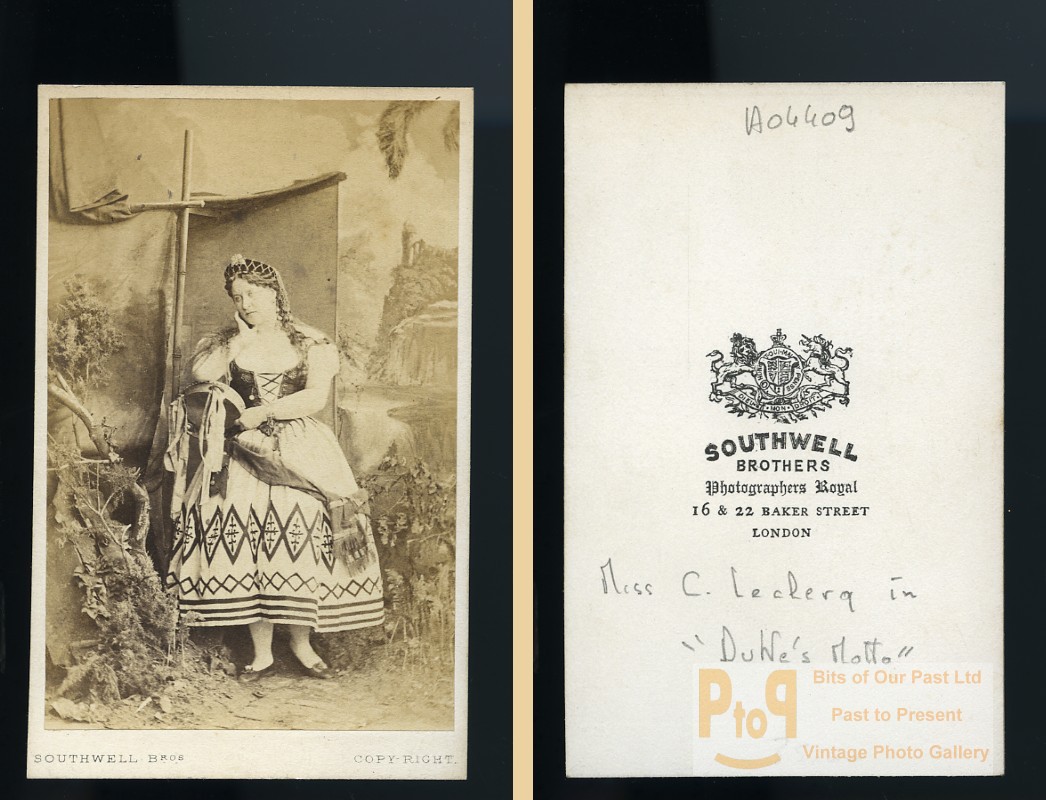 SOUTHWELL BROS
COPY-RIGHT.
A04409
SOUTHWELL
BROTHERS
Photographers Royal
16 & 22 BAKER STREET
LONDON
Miss C. Leclerq in
"Duke's Motto"
PtoP
Bits of Our Past Ltd
Past to Present
Vintage Photo Gallery